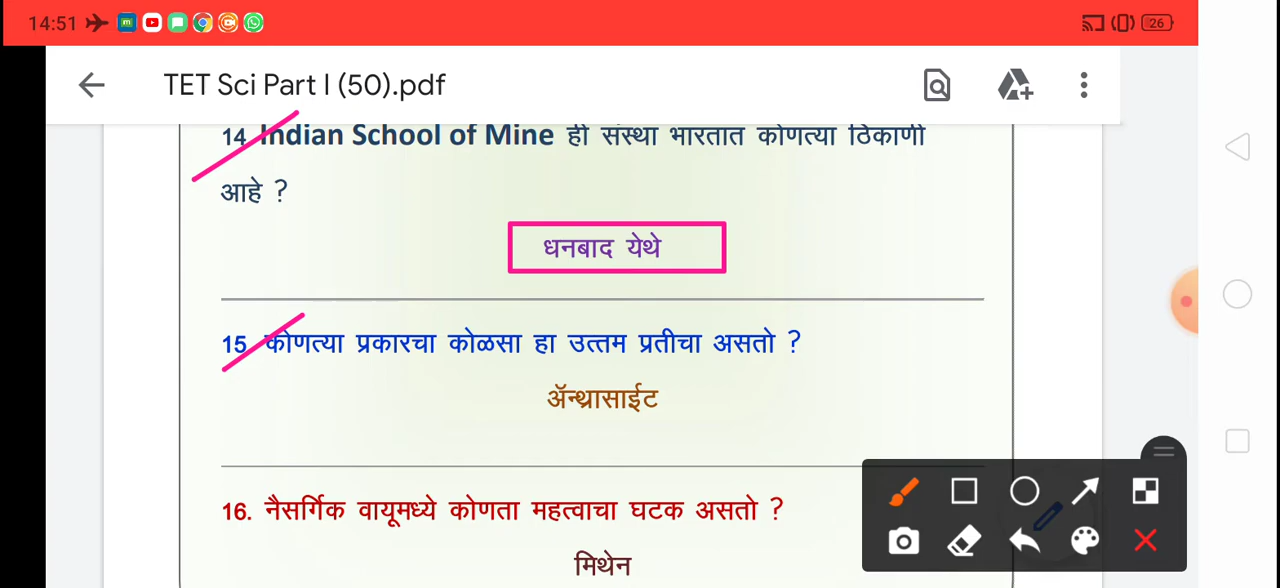 14:51
26
TET Sci Part I (50).pdf
14. Indian School of Mine ही संस्था भारतात कोणत्या ठिकाणी
आहे ?
धनबाद येथे
15. कोणत्या प्रकारचा कोळसा हा उत्तम प्रतीचा असतो ?
ॲन्थ्रासाईट
16. नैसर्गिक वायूमध्ये कोणता महत्वाचा घटक असतो ?
मिथेन